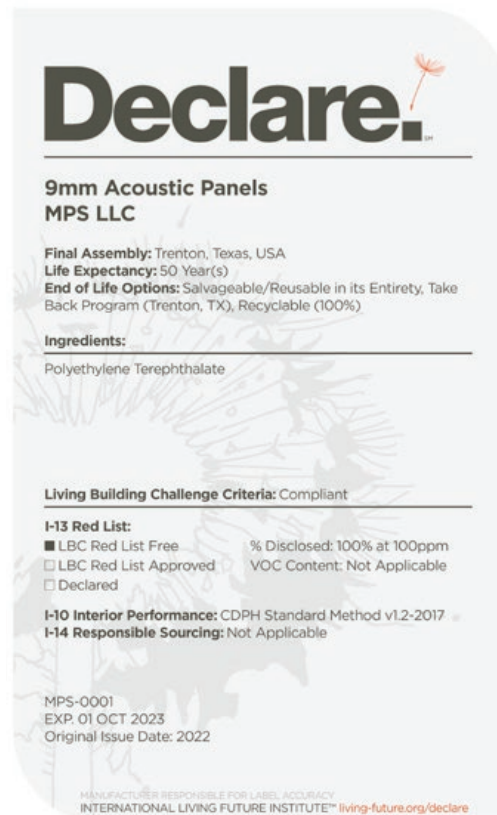 Declare.
SM
9mm Acoustic Panels
MPS LLC
Final Assembly: Trenton, Texas, USA
Life Expectancy: 50 Year(s)
End of Life Options: Salvageable/Reusable in its Entirety, Take
Back Program (Trenton, TX), Recyclable (100%)
Ingredients:
Polyethylene Terephthalate
Living Building Challenge Criteria: Compliant
I-13 Red List:
■ LBC Red List Free % Disclosed: 100% at 100ppm
□ LBC Red List Approved VOC Content: Not Applicable
□ Declared
I-10 Interior Performance: CDPH Standard Method v1.2-2017
I-14 Responsible Sourcing: Not Applicable
MPS-0001
EXP. 01 OCT 2023
Original Issue Date: 2022
MANUFACTURER RESPONSIBLE FOR LABEL ACCURACY
INTERNATIONAL LIVING FUTURE INSTITUTE™ living-future.org/declare